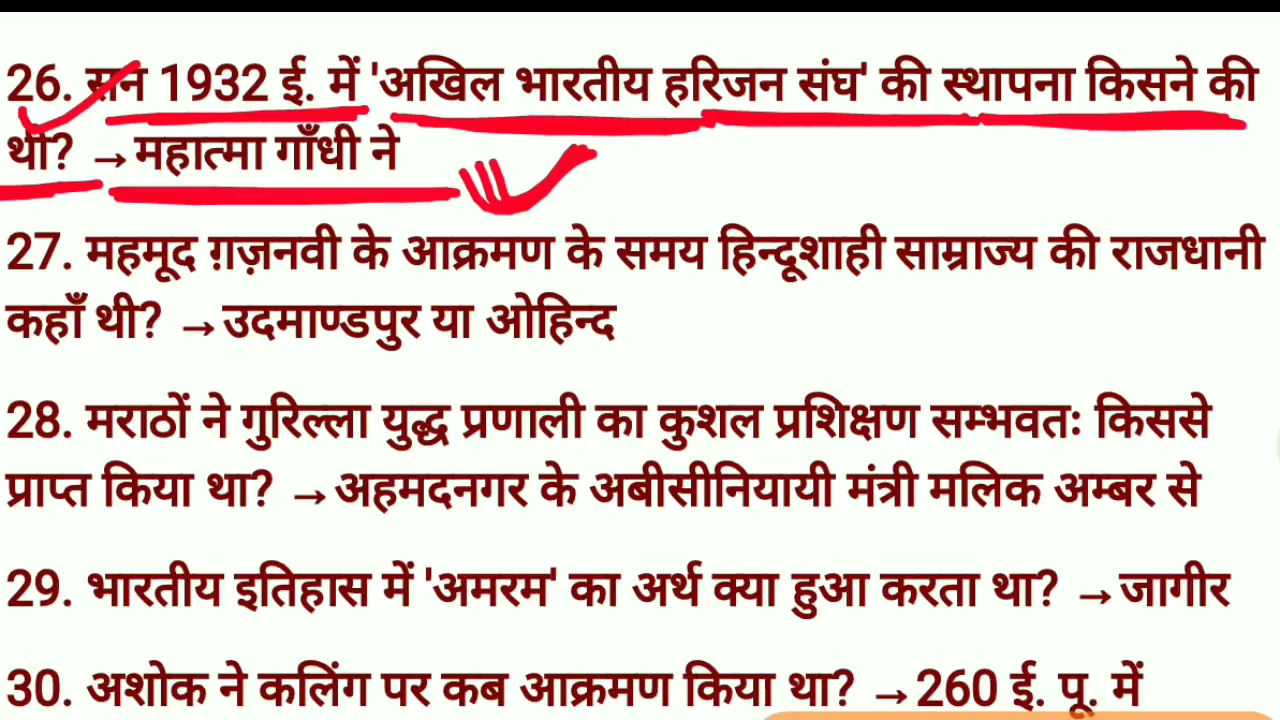 26. सन 1932 ई. में 'अखिल भारतीय हरिजन संघ' की स्थापना किसने की
थी? →महात्मा गाँधी ने
27. महमूद ग़ज़नवी के आक्रमण के समय हिन्दूशाही साम्राज्य की राजधानी
कहाँ थी? →उदमाण्डपुर या ओहिन्द
28. मराठों ने गुरिल्ला युद्ध प्रणाली का कुशल प्रशिक्षण सम्भवतः किससे
प्राप्त किया था? →अहमदनगर के अबीसीनियायी मंत्री मलिक अम्बर से
29. भारतीय इतिहास में 'अमरम' का अर्थ क्या हुआ करता था? →जागीर
30. अशोक ने कलिंग पर कब आक्रमण किया था? →260 ई. पू. में